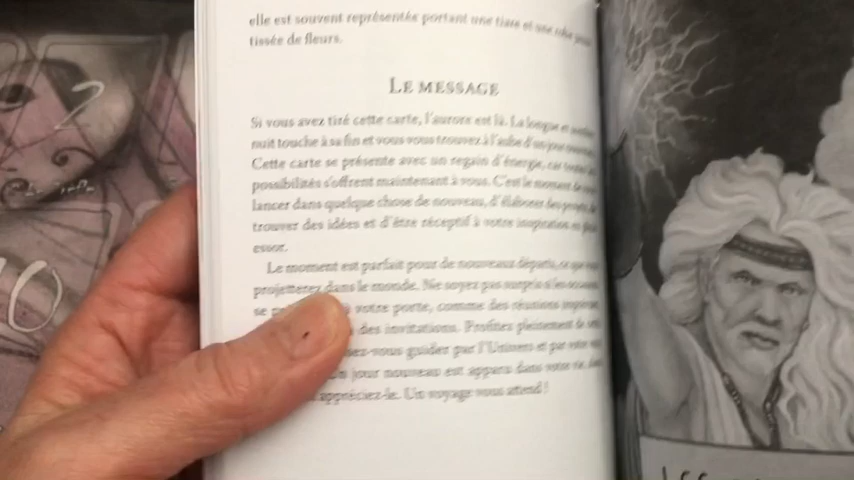 elle est souvent représentée portant une tiare et une robe
tissée de fleurs.
LE MESSAGE
Si vous avez tiré cette carte, l'aurore est là. La longue et
nuit touche à sa fin et vous vous trouvez à l'aube d'un jour nouveau.
Cette carte se présente avec un regain d'énergie, car toutes les
possibilités s'offrent maintenant à vous. C'est le moment de vous
lancer dans quelque chose de nouveau, d'élaborer des projets, de
trouver des idées et d'être réceptif à votre inspiration en plein
essor.
Le moment est parfait pour de nouveaux départs, ce que vous
projetterez dans le monde. Ne soyez pas surpris si des occasions
se votre porte, comme des réunions
des invitations. Profitez pleinement de
-vous guider par l'Univers et par votre
jour nouveau est apparu dans votre vie,
appréciez-le. Un voyage vous attend !
2
10